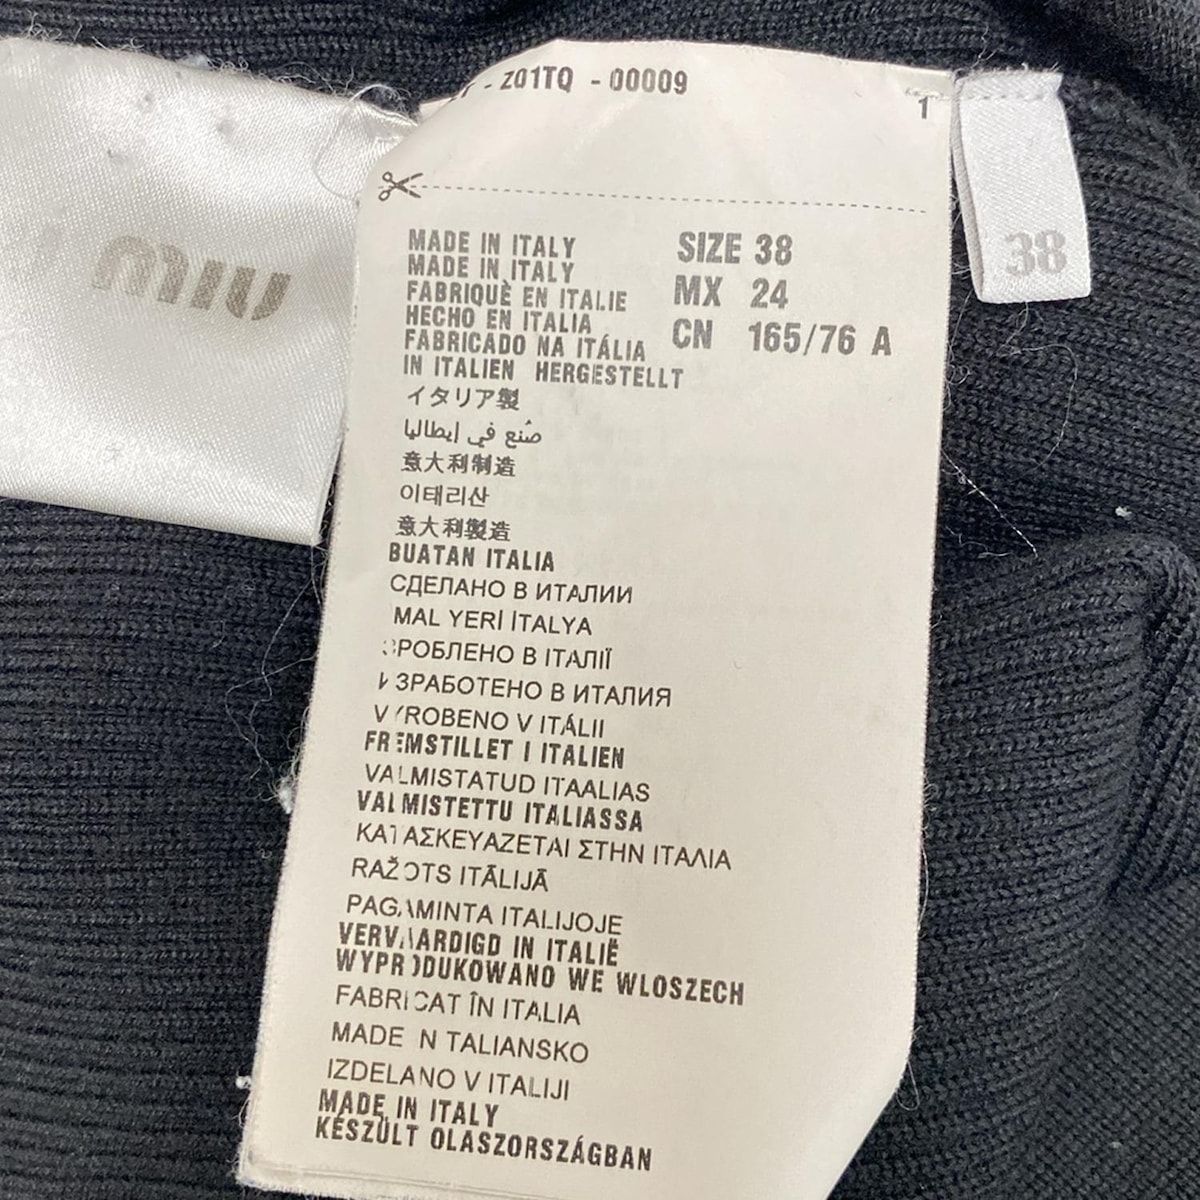 - Z01TQ - 00009
1
miu
38
MADE IN ITALY
MADE IN ITALY
FABRIQUÈ EN ITALIE
HECHO EN ITALIA
FABRICADO NA ITÁLIA
IN ITALIEN HERGESTELLT
SIZE 38
MX 24
CN 165/76 A
イタリア製
صُنع في إيطاليا
意大利制造
이태리산
意大利製造
BUATAN ITALIA
СДЕЛАНО В ИТАЛИИ
MAL YERİ İTALYA
ЗРОБЛЕНО В ІТАЛІЇ
ИЗРАБОТЕНО В ИТАЛИЯ
VYROBENO V ITÁLII
FREMSTILLET I ITALIEN
VALMISTATUD ITAALIAS
VALMISTETTU ITALIASSA
ΚΑΤΑΣΚΕΥΑΖΕΤΑΙ ΣΤΗΝ ΙΤΑΛΙΑ
RAŽOTS ITĀLIJĀ
PAGAMINTA ITALIJOJE
VERVAARDIGD IN ITALIË
WYPRODUKOWANO WE WLOSZECH
FABRICAT ÎN ITALIA
MADE N TALIANSKO
IZDELANO V ITALIJI
MADE IN ITALY
KÉSZÜLT OLASZORSZÁGBAN